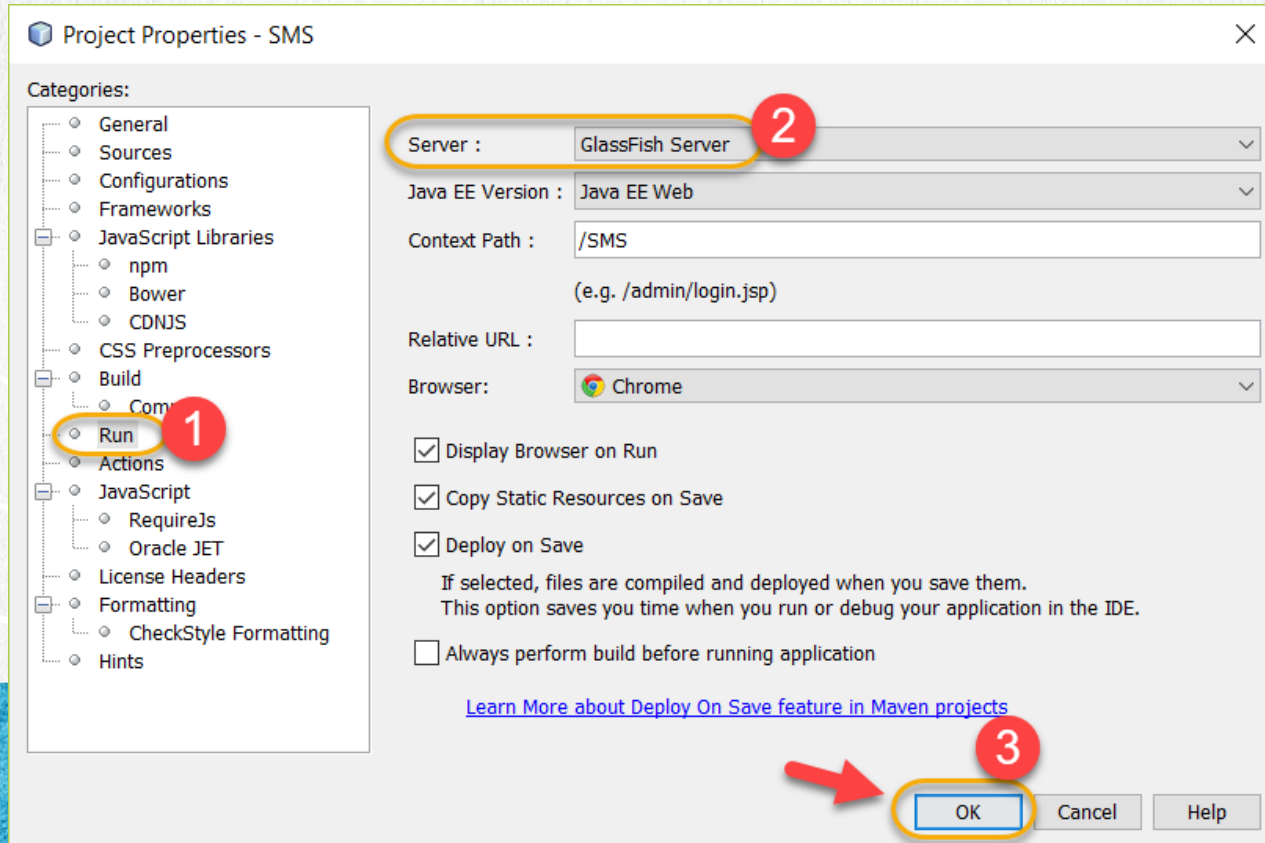 Project Properties - SMS
Categories:
General
Sources
Configurations
Frameworks
JavaScript Libraries
npm
Bower
CDNJS
CSS Preprocessors
Build
Run
1
Actions
JavaScript
RequireJs
Oracle JET
License Headers
Formatting
CheckStyle Formatting
Hints
Server : GlassFish Server
2
Java EE Version : Java EE Web
Context Path : /SMS
(e.g. /admin/login.jsp)
Relative URL :
Browser: Chrome
Display Browser on Run
Copy Static Resources on Save
Deploy on Save
If selected, files are compiled and deployed when you save them.
This option saves you time when you run or debug your application in the IDE.
Always perform build before running application
Learn More about Deploy On Save feature in Maven projects
3
OK Cancel Help